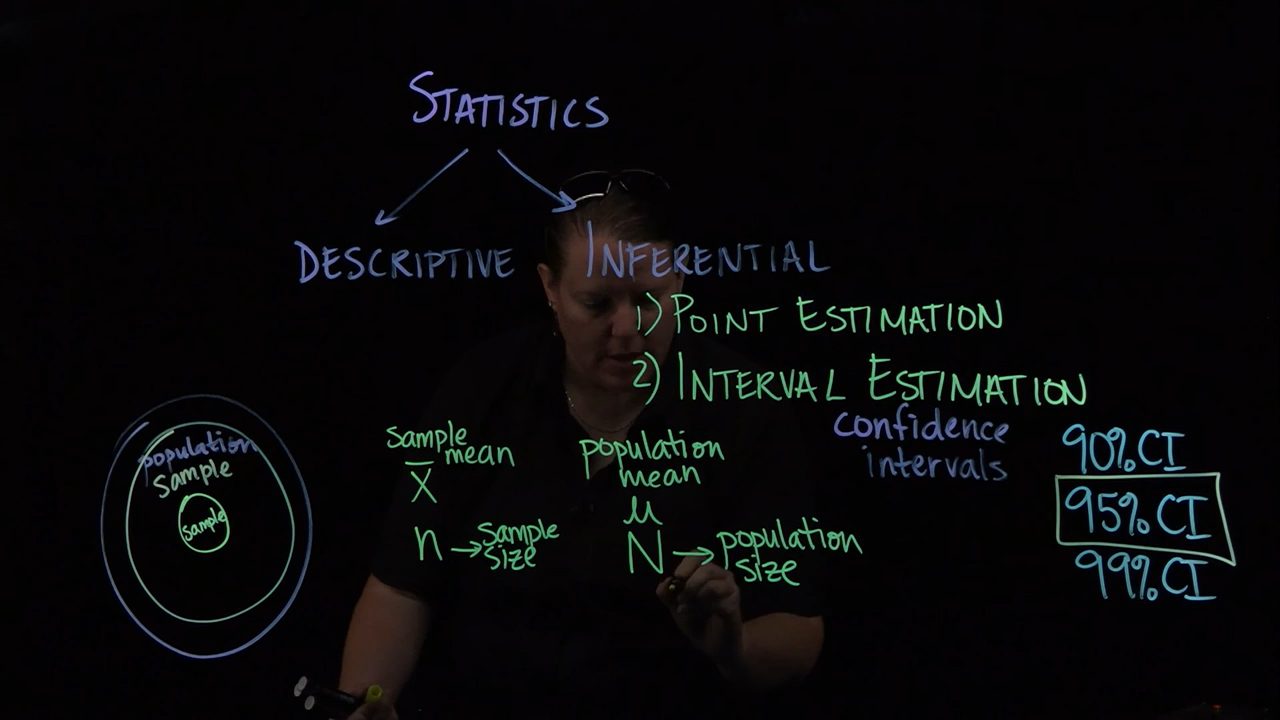 STATISTICS
DESCRIPTIVE INFERENTIAL
1) POINT ESTIMATION
2) INTERVAL ESTIMATION
confidence
intervals
90% CI
95% CI
99% CI
population
sample
sample
sample
mean
x̄
n → sample
size
population
mean
μ
N → population
size